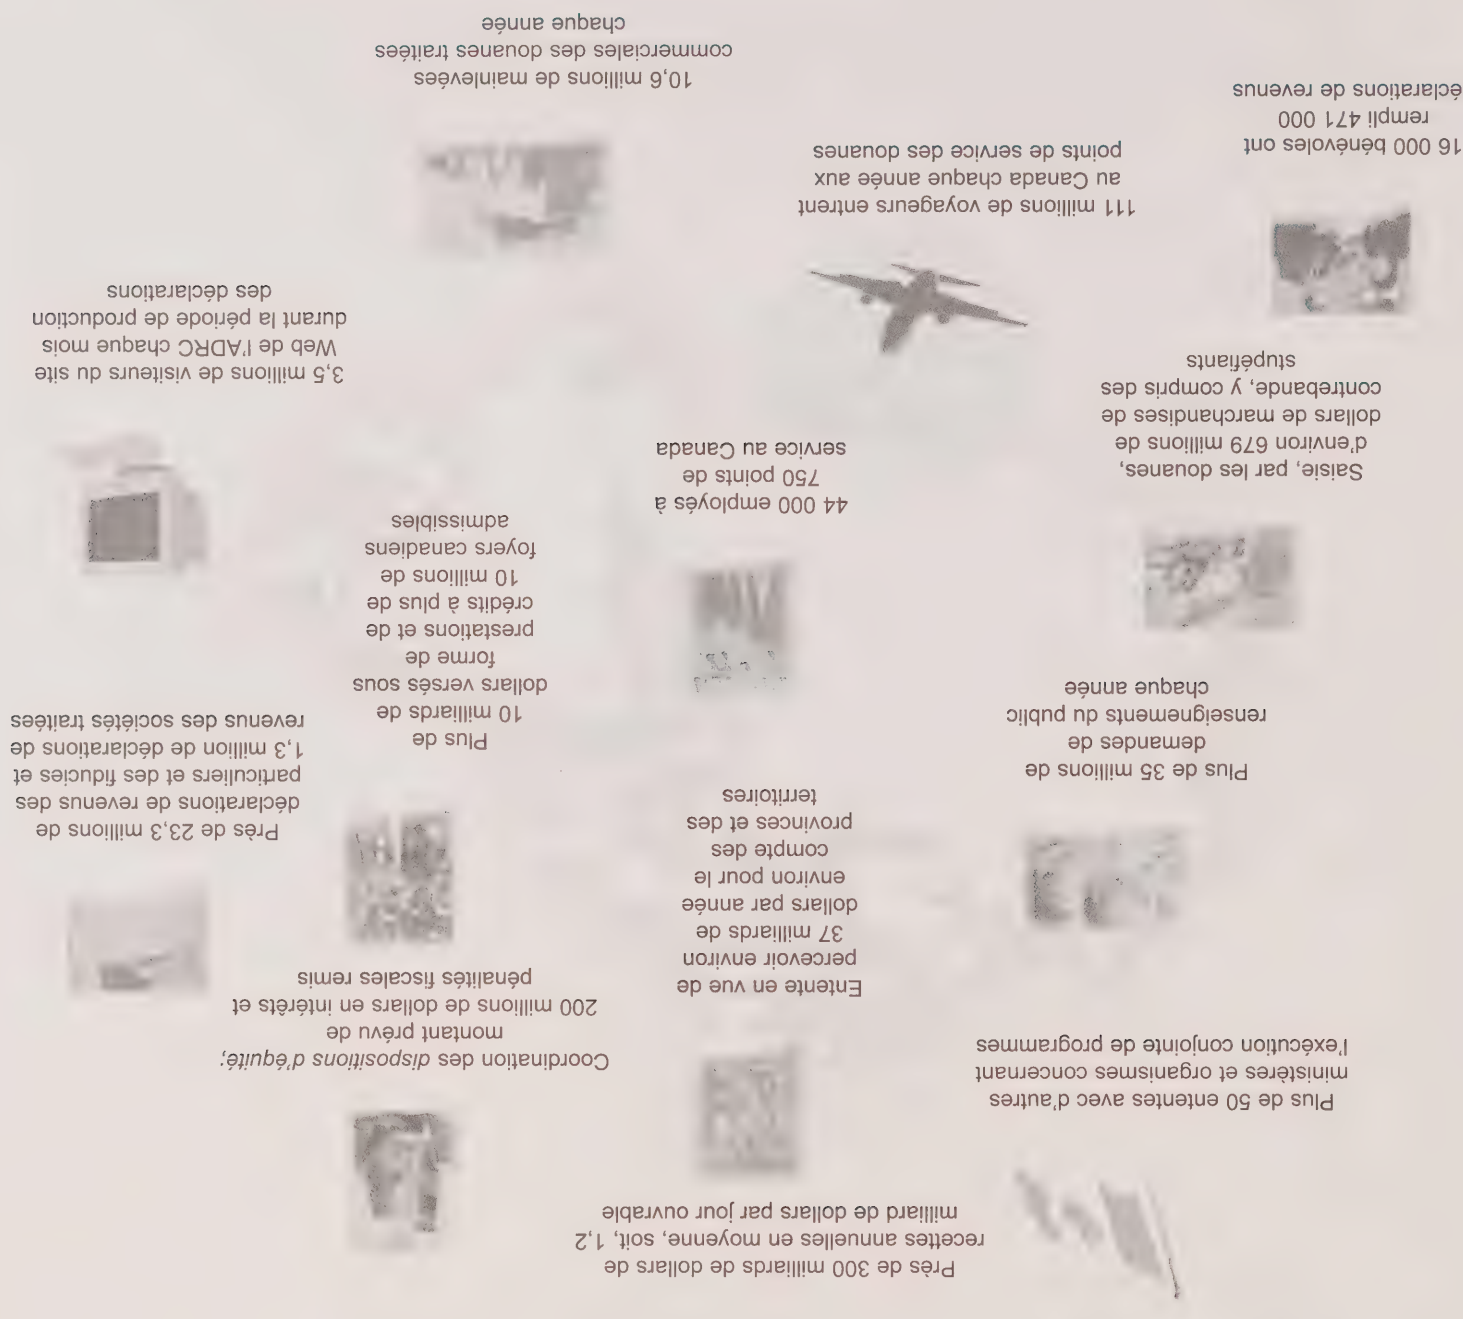 Près de 300 milliards de dollars de
recettes annuelles en moyenne, soit, 1,2
milliard de dollars par jour ouvrable
Plus de 50 ententes avec d'autres
ministères et organismes concernant
l'exécution conjointe de programmes
Coordination des dispositions d'équité;
montant prévu de
200 millions de dollars en intérêts et
pénalités fiscales remis
Entente en vue de
percevoir environ
37 milliards de
dollars par année
environ pour le
compte des
provinces et des
territoires
Près de 23,3 millions de
déclarations de revenus des
particuliers et des fiducies et
1,3 million de déclarations de
revenus des sociétés traitées
Plus de 35 millions de
demandes de
renseignements du public
chaque année
Plus de
10 milliards de
dollars versés sous
forme de
prestations et de
crédits à plus de
10 millions de
foyers canadiens
admissibles
44 000 employés à
750 points de
service au Canada
Saisie, par les douanes,
d'environ 679 millions de
dollars de marchandises de
contrebande, y compris des
stupéfiants
3,5 millions de visiteurs du site
Web de l'ADRC chaque mois
durant la période de production
des déclarations
111 millions de voyageurs entrent
au Canada chaque année aux
points de service des douanes
16 000 bénévoles ont
rempli 471 000
éclarations de revenus
10,6 millions de mainlevées
commerciales des douanes traitées
chaque année